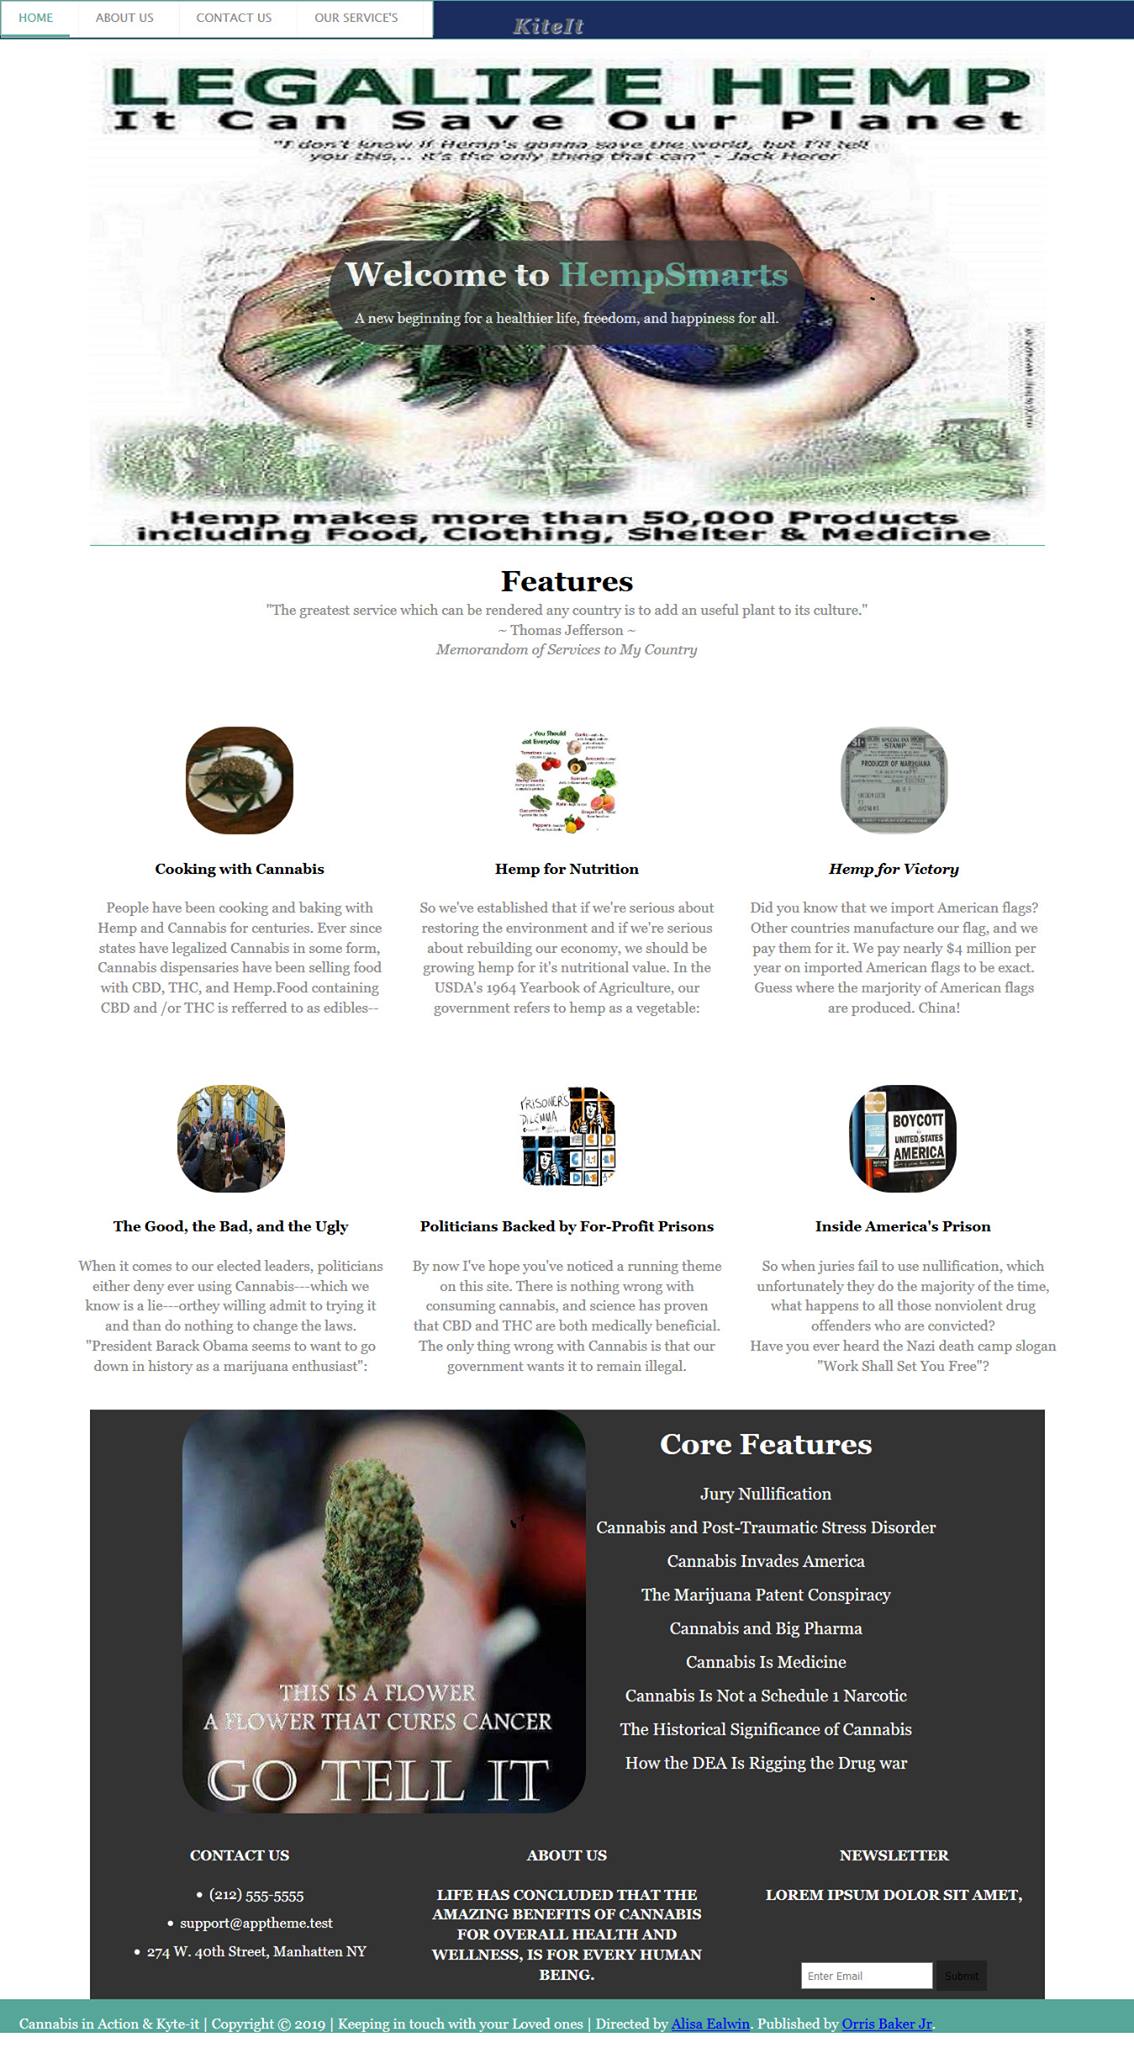 HOME ABOUT US CONTACT US OUR SERVICE'S KiteIt
LEGALIZE HEMP
It Can Save Our Planet
"I don't know if Hemp's gonna save the world, but I'll tell
you this... it's the only thing that can" - Jack Herer
Welcome to HempSmarts
A new beginning for a healthier life, freedom, and happiness for all.
Hemp makes more than 50,000 Products
including Food, Clothing, Shelter & Medicine
Features
"The greatest service which can be rendered any country is to add an useful plant to its culture."
~ Thomas Jefferson ~
Memorandom of Services to My Country
You Should
eat Everyday
SPECIAL TAX
STAMP
PRODUCER OF MARIHUANA
Cooking with Cannabis
People have been cooking and baking with
Hemp and Cannabis for centuries. Ever since
states have legalized Cannabis in some form,
Cannabis dispensaries have been selling food
with CBD, THC, and Hemp.Food containing
CBD and /or THC is refferred to as edibles--
Hemp for Nutrition
So we've established that if we're serious about
restoring the environment and if we're serious
about rebuilding our economy, we should be
growing hemp for it's nutritional value. In the
USDA's 1964 Yearbook of Agriculture, our
government refers to hemp as a vegetable:
Hemp for Victory
Did you know that we import American flags?
Other countries manufacture our flag, and we
pay them for it. We pay nearly $4 million per
year on imported American flags to be exact.
Guess where the marjority of American flags
are produced. China!
PRISONERS
DILEMMA
BOYCOTT
UNITED STATES
AMERICA
The Good, the Bad, and the Ugly
When it comes to our elected leaders, politicians
either deny ever using Cannabis---which we
know is a lie---orthey willing admit to trying it
and than do nothing to change the laws.
"President Barack Obama seems to want to go
down in history as a marijuana enthusiast":
Politicians Backed by For-Profit Prisons
By now I've hope you've noticed a running theme
on this site. There is nothing wrong with
consuming cannabis, and science has proven
that CBD and THC are both medically beneficial.
The only thing wrong with Cannabis is that our
government wants it to remain illegal.
Inside America's Prison
So when juries fail to use nullification, which
unfortunately they do the majority of the time,
what happens to all those nonviolent drug
offenders who are convicted?
Have you ever heard the Nazi death camp slogan
"Work Shall Set You Free"?
THIS IS A FLOWER
A FLOWER THAT CURES CANCER
GO TELL IT
Core Features
Jury Nullification
Cannabis and Post-Traumatic Stress Disorder
Cannabis Invades America
The Marijuana Patent Conspiracy
Cannabis and Big Pharma
Cannabis Is Medicine
Cannabis Is Not a Schedule 1 Narcotic
The Historical Significance of Cannabis
How the DEA Is Rigging the Drug war
CONTACT US
• (212) 555-5555
• support@apptheme.test
• 274 W. 40th Street, Manhatten NY
ABOUT US
LIFE HAS CONCLUDED THAT THE
AMAZING BENEFITS OF CANNABIS
FOR OVERALL HEALTH AND
WELLNESS, IS FOR EVERY HUMAN
BEING.
NEWSLETTER
LOREM IPSUM DOLOR SIT AMET,
Enter Email Submit
Cannabis in Action & Kyte-it | Copyright © 2019 | Keeping in touch with your Loved ones | Directed by Alisa Ealwin. Published by Orris Baker Jr.